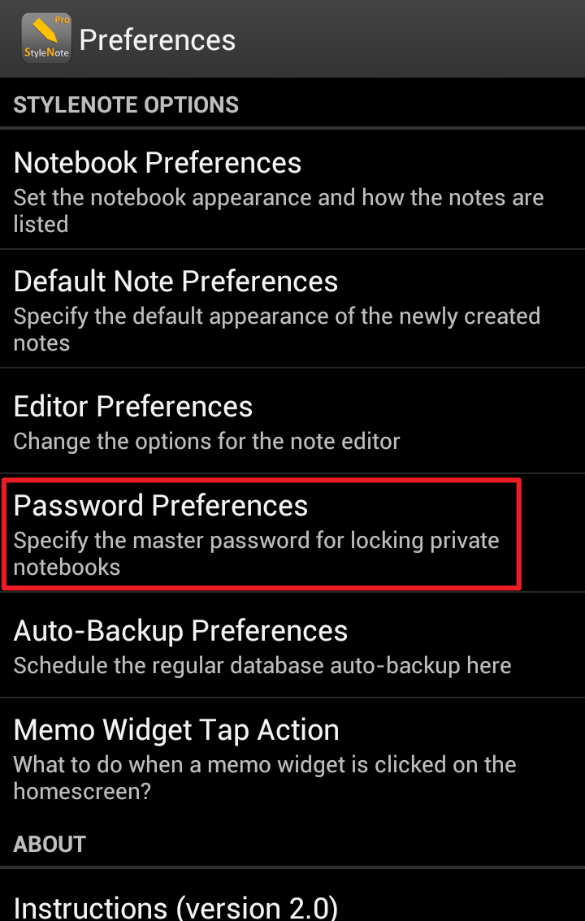 Pro
StyleNote
Preferences
STYLENOTE OPTIONS
Notebook Preferences
Set the notebook appearance and how the notes are
listed
Default Note Preferences
Specify the default appearance of the newly created
notes
Editor Preferences
Change the options for the note editor
Password Preferences
Specify the master password for locking private
notebooks
Auto-Backup Preferences
Schedule the regular database auto-backup here
Memo Widget Tap Action
What to do when a memo widget is clicked on the
homescreen?
ABOUT
Instructions (version 2.0)